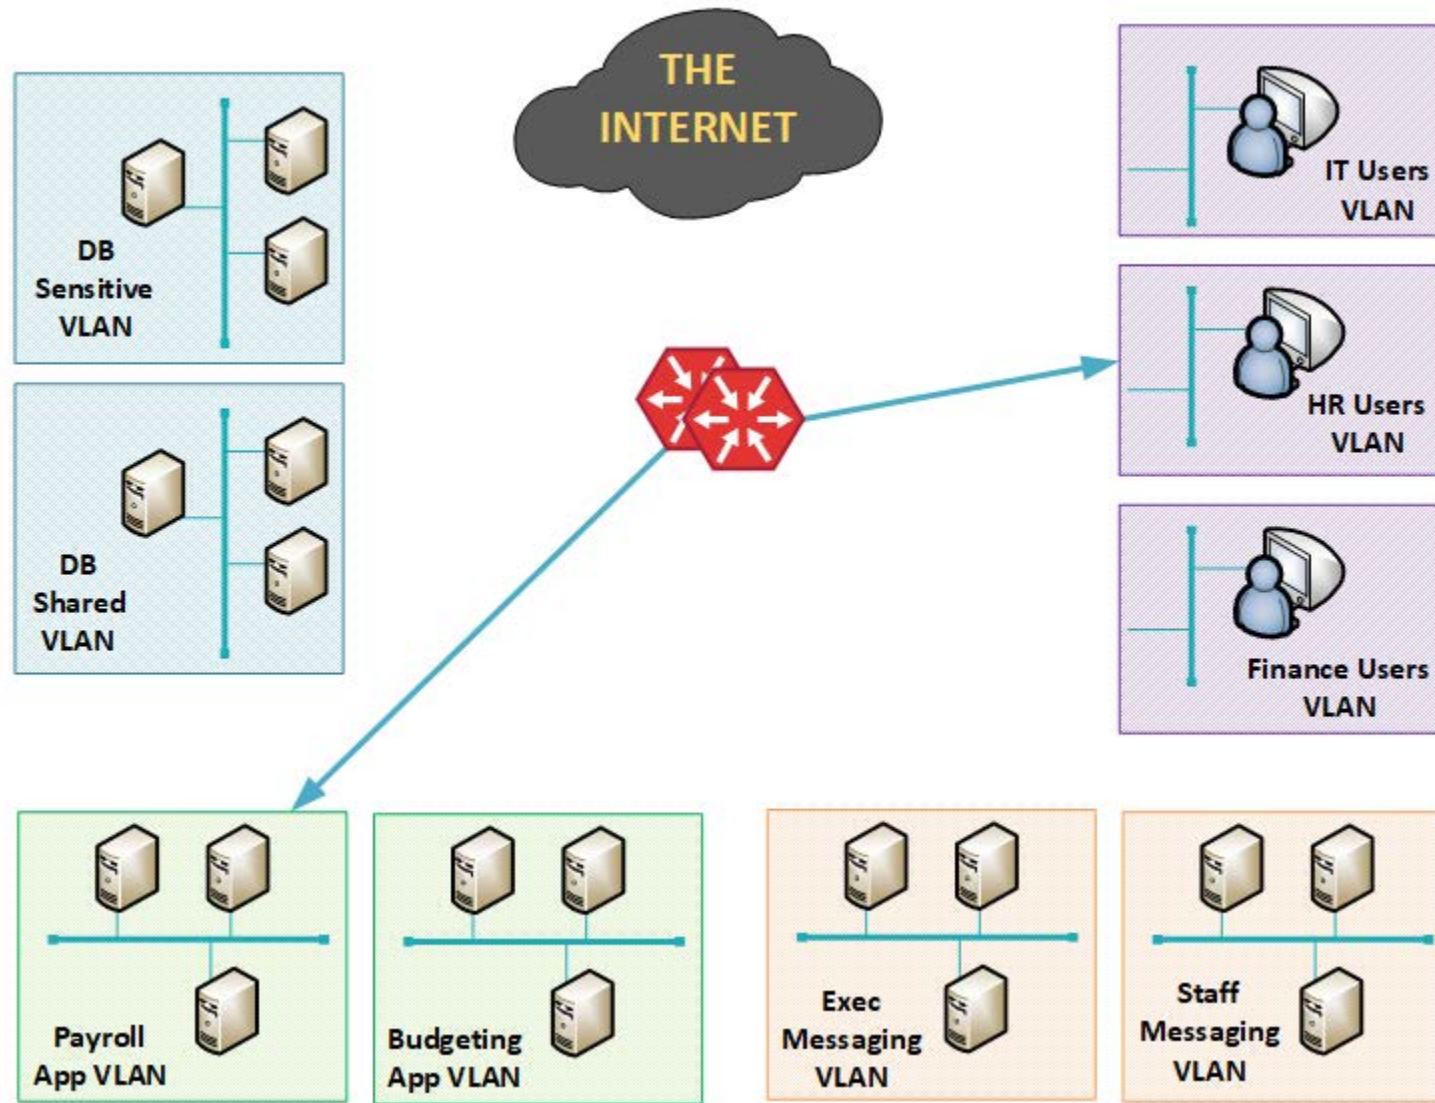 THE
INTERNET
DB
Sensitive
VLAN
DB
Shared
VLAN
IT Users
VLAN
HR Users
VLAN
Finance Users
VLAN
Payroll
App VLAN
Budgeting
App VLAN
Exec
Messaging
VLAN
Staff
Messaging
VLAN